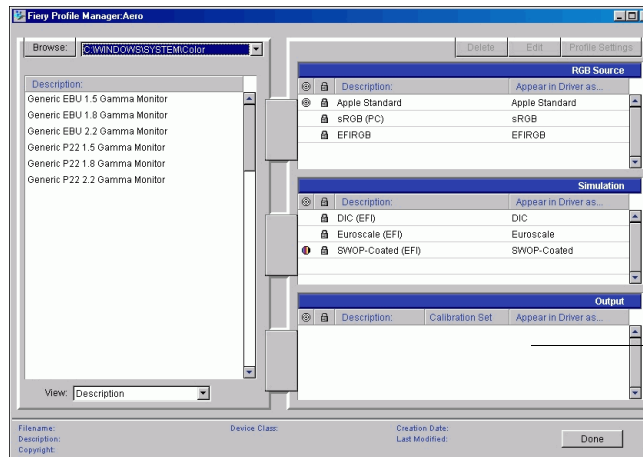 Fiery Profile Manager:Aero
Browse: C:\WINDOWS\SYSTEM\Color
Description:
Generic EBU 1.5 Gamma Monitor
Generic EBU 1.8 Gamma Monitor
Generic EBU 2.2 Gamma Monitor
Generic P22 1.5 Gamma Monitor
Generic P22 1.8 Gamma Monitor
Generic P22 2.2 Gamma Monitor
View: Description
Delete Edit Profile Settings
RGB Source
Description: Appear in Driver as...
Apple Standard Apple Standard
sRGB (PC) sRGB
EFIRGB EFIRGB
Simulation
Description: Appear in Driver as...
DIC (EFI) DIC
Euroscale (EFI) Euroscale
SWOP-Coated (EFI) SWOP-Coated
Output
Description: Calibration Set Appear in Driver as...
Filename: Device Class: Creation Date:
Description: Last Modified:
Copyright:
Done